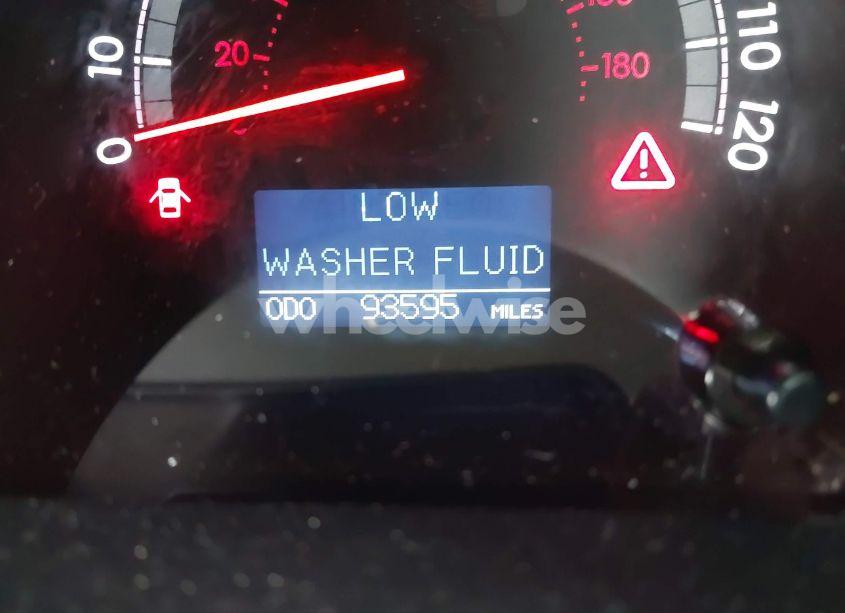 10
20
0
180
110
120
LOW
WASHER FLUID
ODO 93595 MILES
wheelwise